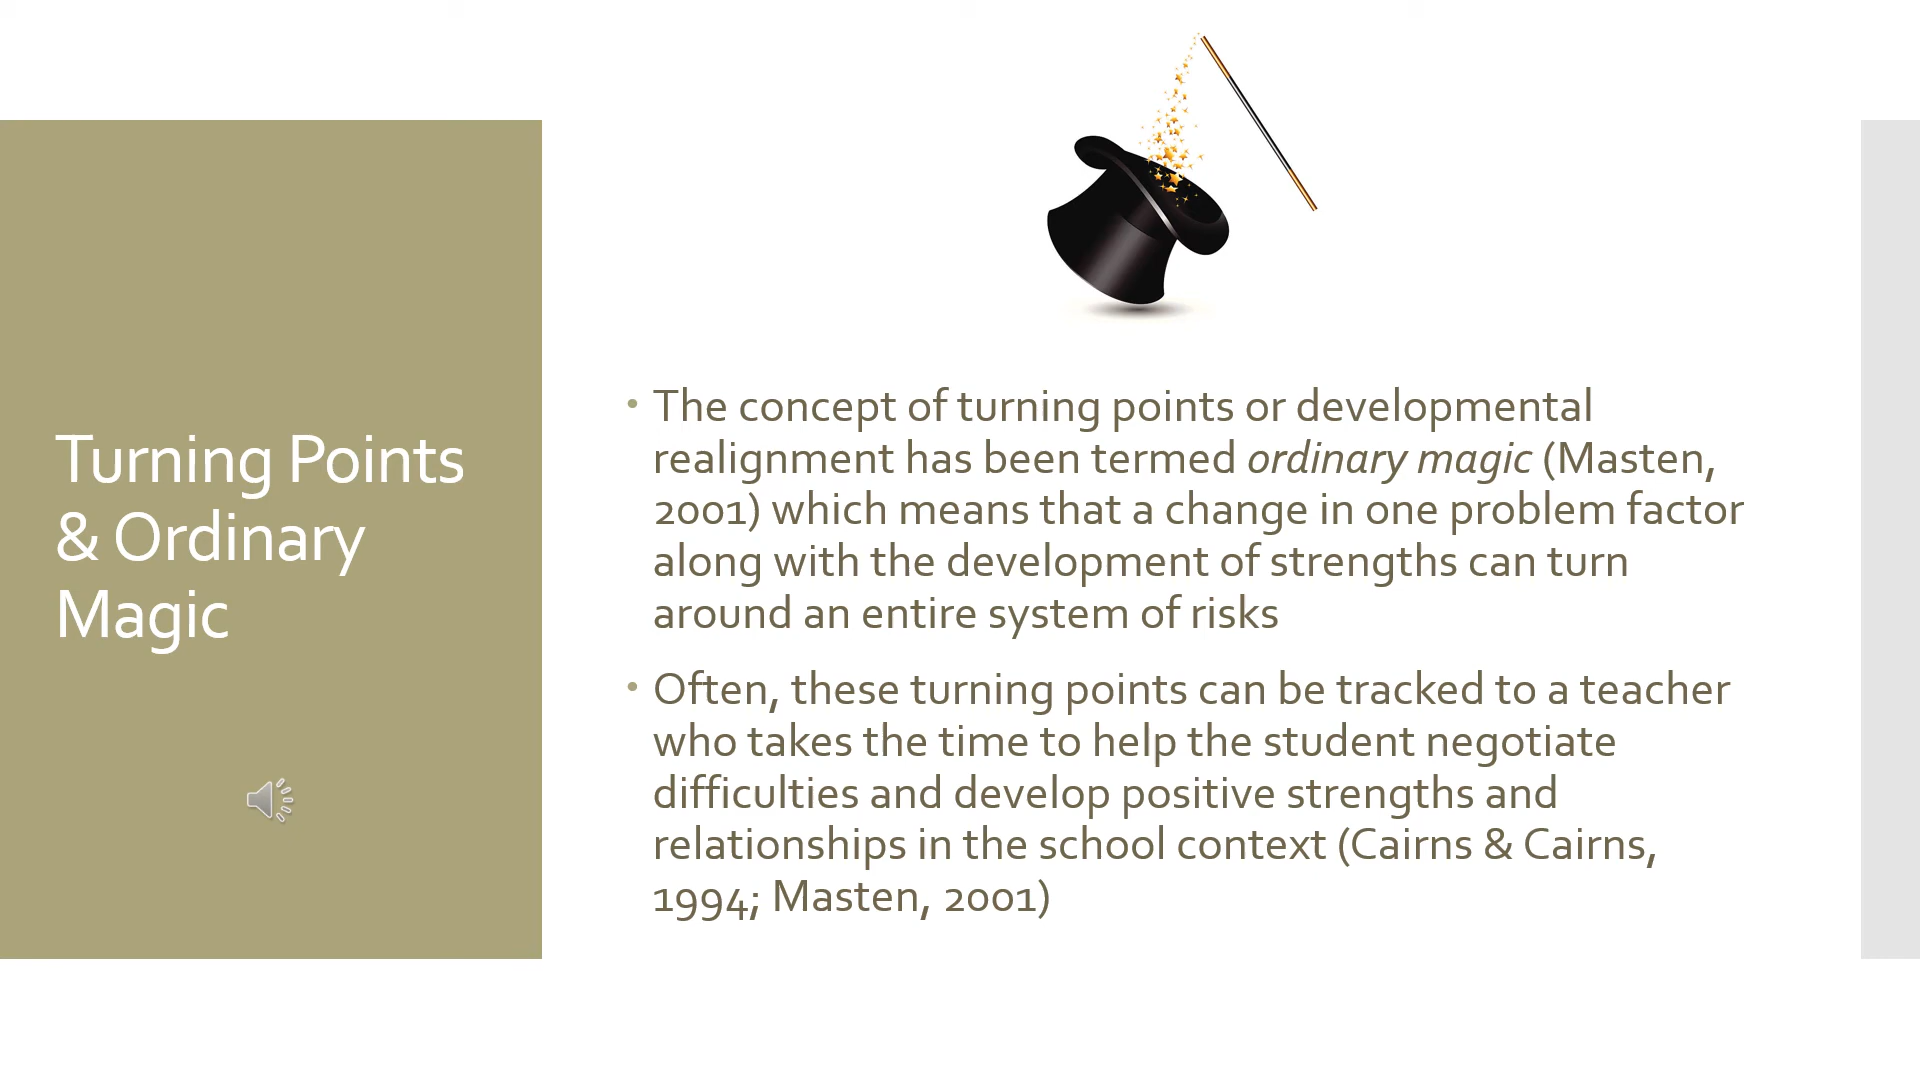 Turning Points
& Ordinary
Magic
• The concept of turning points or developmental
realignment has been termed ordinary magic (Masten,
2001) which means that a change in one problem factor
along with the development of strengths can turn
around an entire system of risks
• Often, these turning points can be tracked to a teacher
who takes the time to help the student negotiate
difficulties and develop positive strengths and
relationships in the school context (Cairns & Cairns,
1994; Masten, 2001)